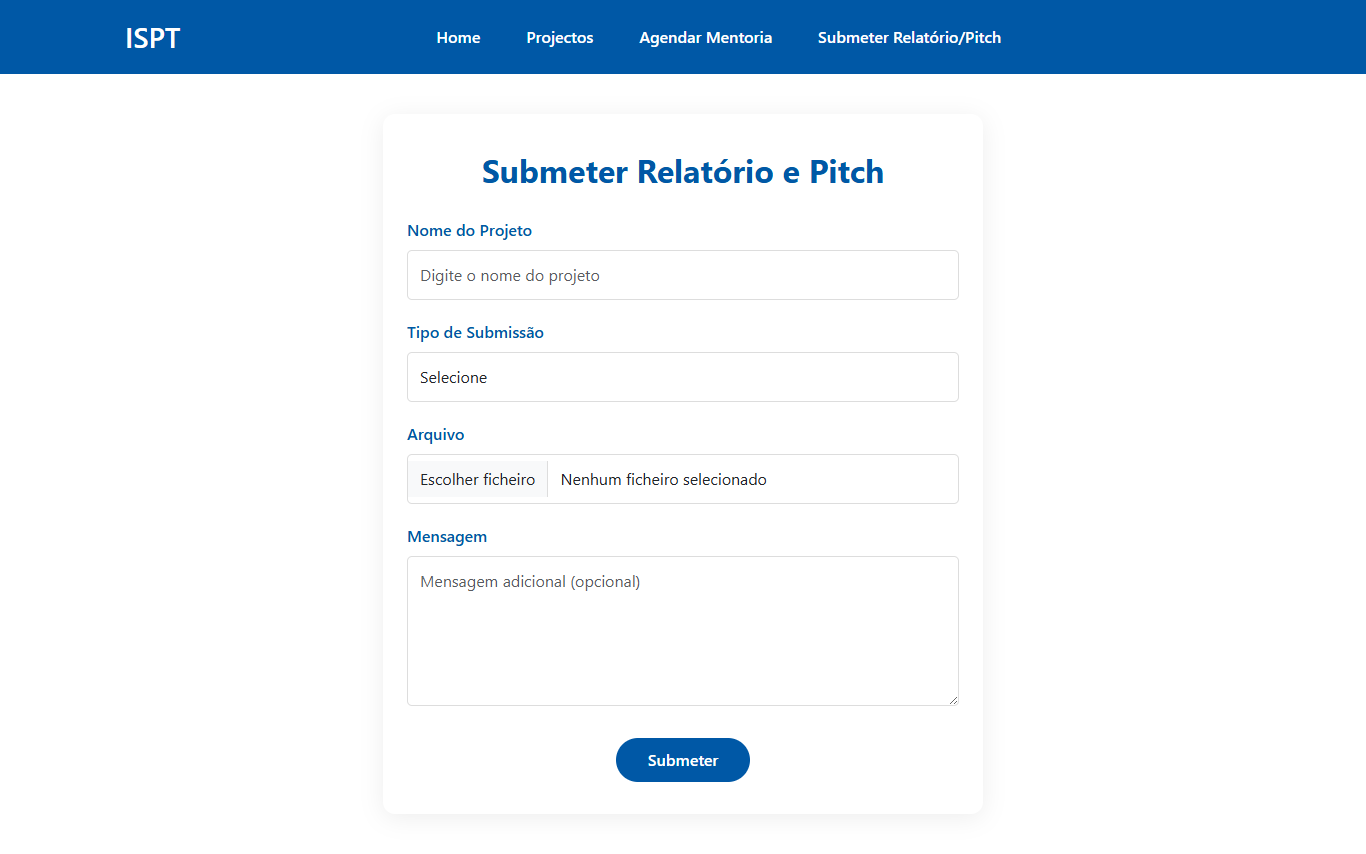 ISPT
Home Projectos Agendar Mentoria Submeter Relatório/Pitch
Submeter Relatório e Pitch
Nome do Projeto
Digite o nome do projeto
Tipo de Submissão
Selecione
Arquivo
Escolher ficheiro Nenhum ficheiro selecionado
Mensagem
Mensagem adicional (opcional)
Submeter